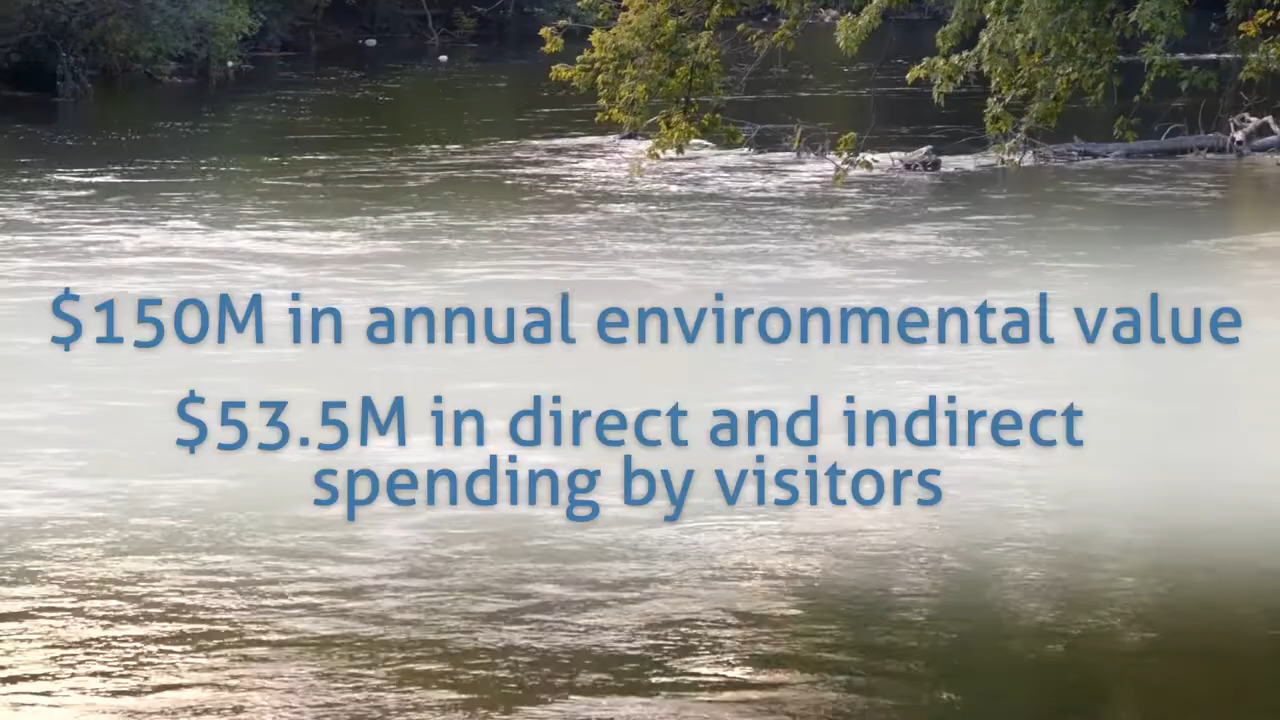 $150M in annual environmental value
$53.5M in direct and indirect
spending by visitors